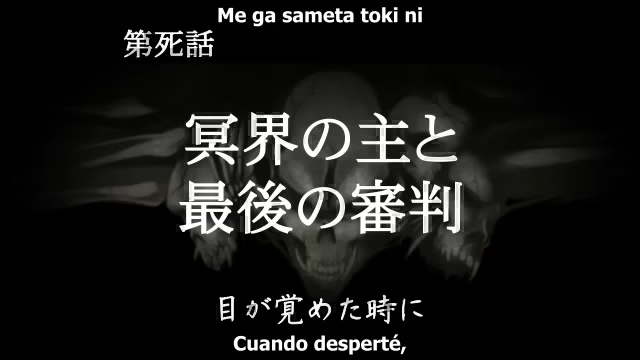 Me ga sameta toki ni
第死話
冥界の主と
最後の審判
目が覚めた時に
Cuando desperté,